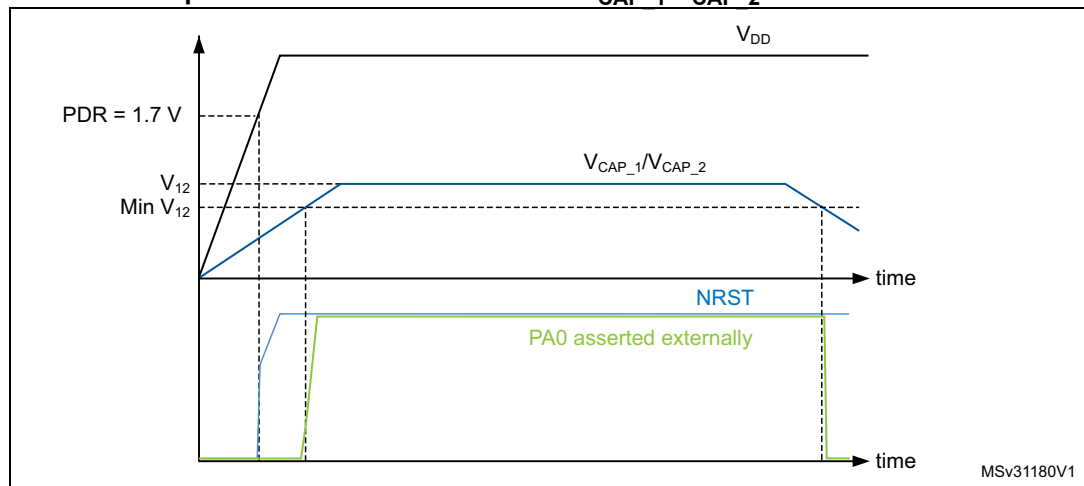 VDD
PDR = 1.7 V
VCAP_1/VCAP_2
V12
Min V12
time
NRST
PA0 asserted externally
time
MSv31180V1